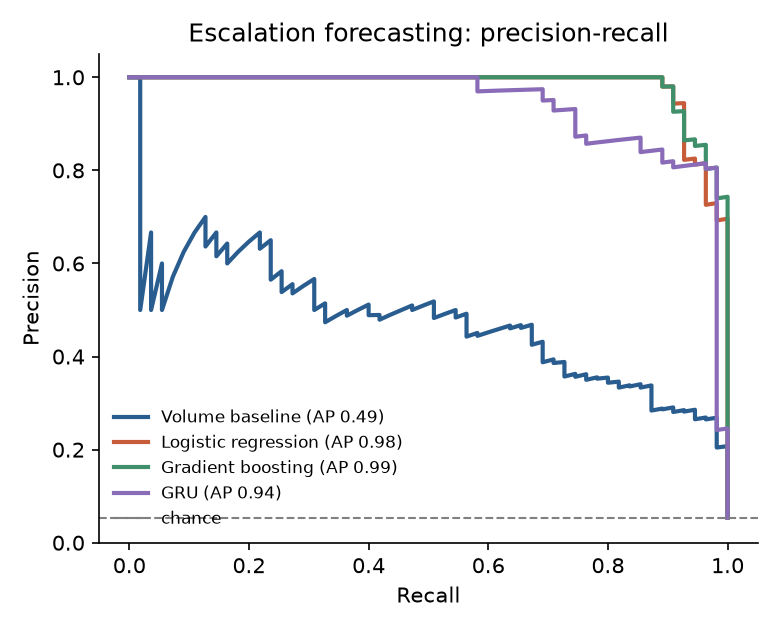 Escalation forecasting: precision-recall
Precision
1.0
0.8
0.6
0.4
0.2
0.0
Volume baseline (AP 0.49)
Logistic regression (AP 0.98)
Gradient boosting (AP 0.99)
GRU (AP 0.94)
chance
0.0 0.2 0.4 0.6 0.8 1.0
Recall